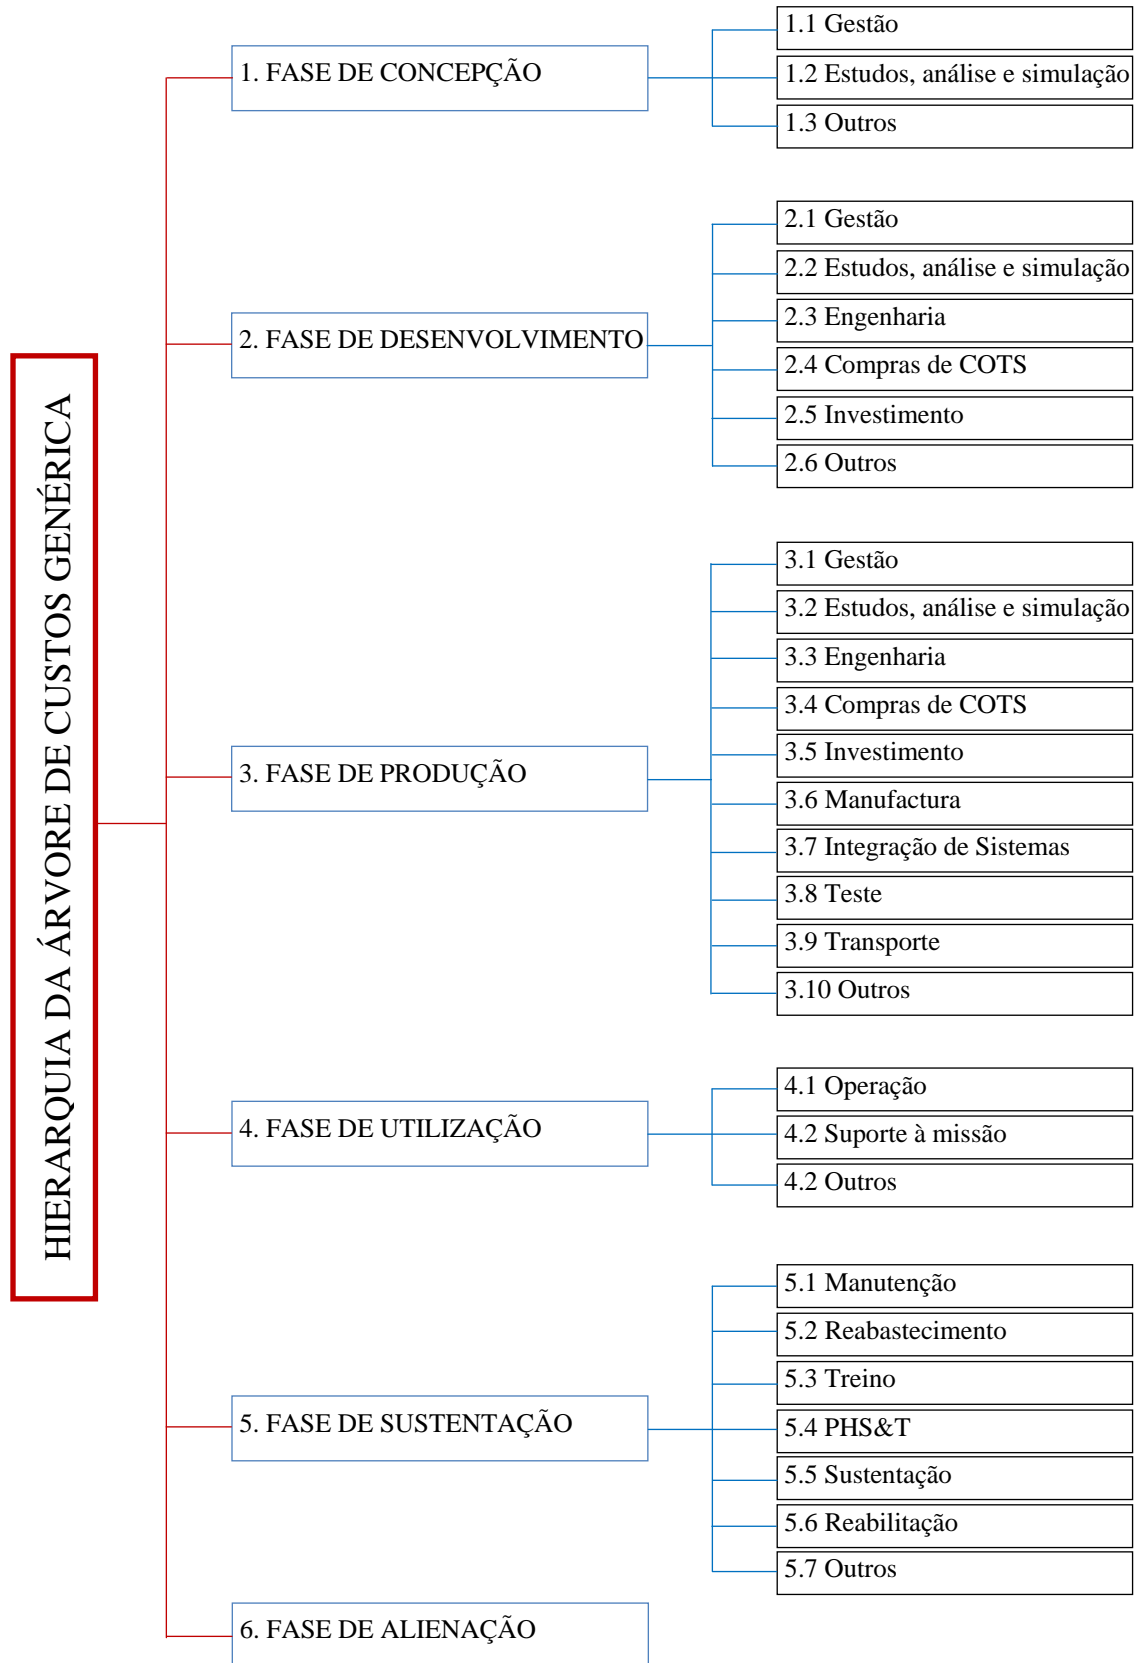 HIERARQUIA DA ÁRVORE DE CUSTOS GENÉRICA
1. FASE DE CONCEPÇÃO
1.1 Gestão
1.2 Estudos, análise e simulação
1.3 Outros
2. FASE DE DESENVOLVIMENTO
2.1 Gestão
2.2 Estudos, análise e simulação
2.3 Engenharia
2.4 Compras de COTS
2.5 Investimento
2.6 Outros
3. FASE DE PRODUÇÃO
3.1 Gestão
3.2 Estudos, análise e simulação
3.3 Engenharia
3.4 Compras de COTS
3.5 Investimento
3.6 Manufactura
3.7 Integração de Sistemas
3.8 Teste
3.9 Transporte
3.10 Outros
4. FASE DE UTILIZAÇÃO
4.1 Operação
4.2 Suporte à missão
4.2 Outros
5. FASE DE SUSTENTAÇÃO
5.1 Manutenção
5.2 Reabastecimento
5.3 Treino
5.4 PHS&T
5.5 Sustentação
5.6 Reabilitação
5.7 Outros
6. FASE DE ALIENAÇÃO